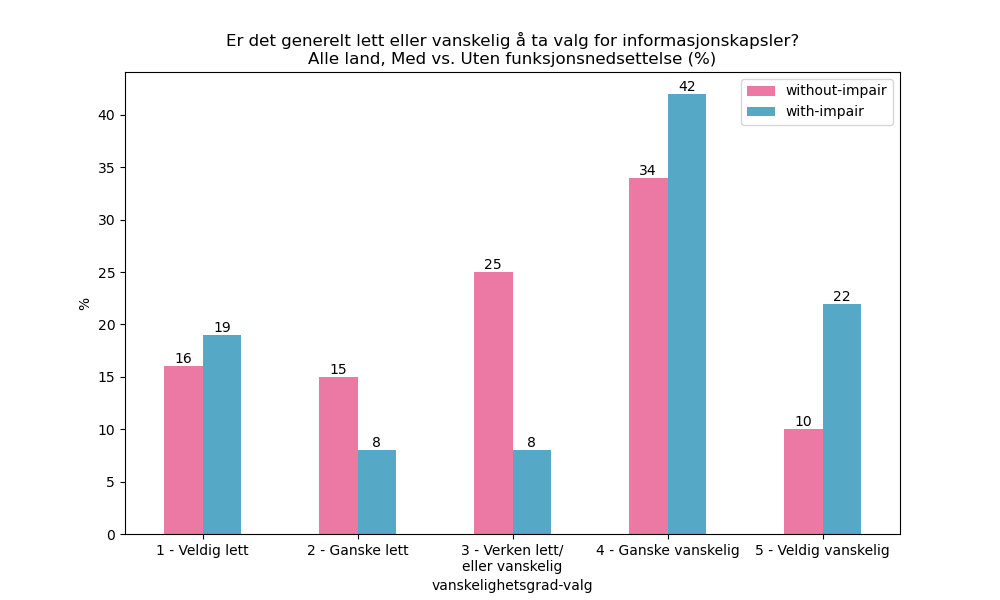 Er det generelt lett eller vanskelig å ta valg for informasjonskapsler?
Alle land, Med vs. Uten funksjonsnedsettelse (%)
without-impair
with-impair
%
40
35
30
25
20
15
10
5
0
16
19
15
8
25
8
34
42
10
22
1 - Veldig lett
2 - Ganske lett
3 - Verken lett/
eller vanskelig
4 - Ganske vanskelig
5 - Veldig vanskelig
vanskelighetsgrad-valg